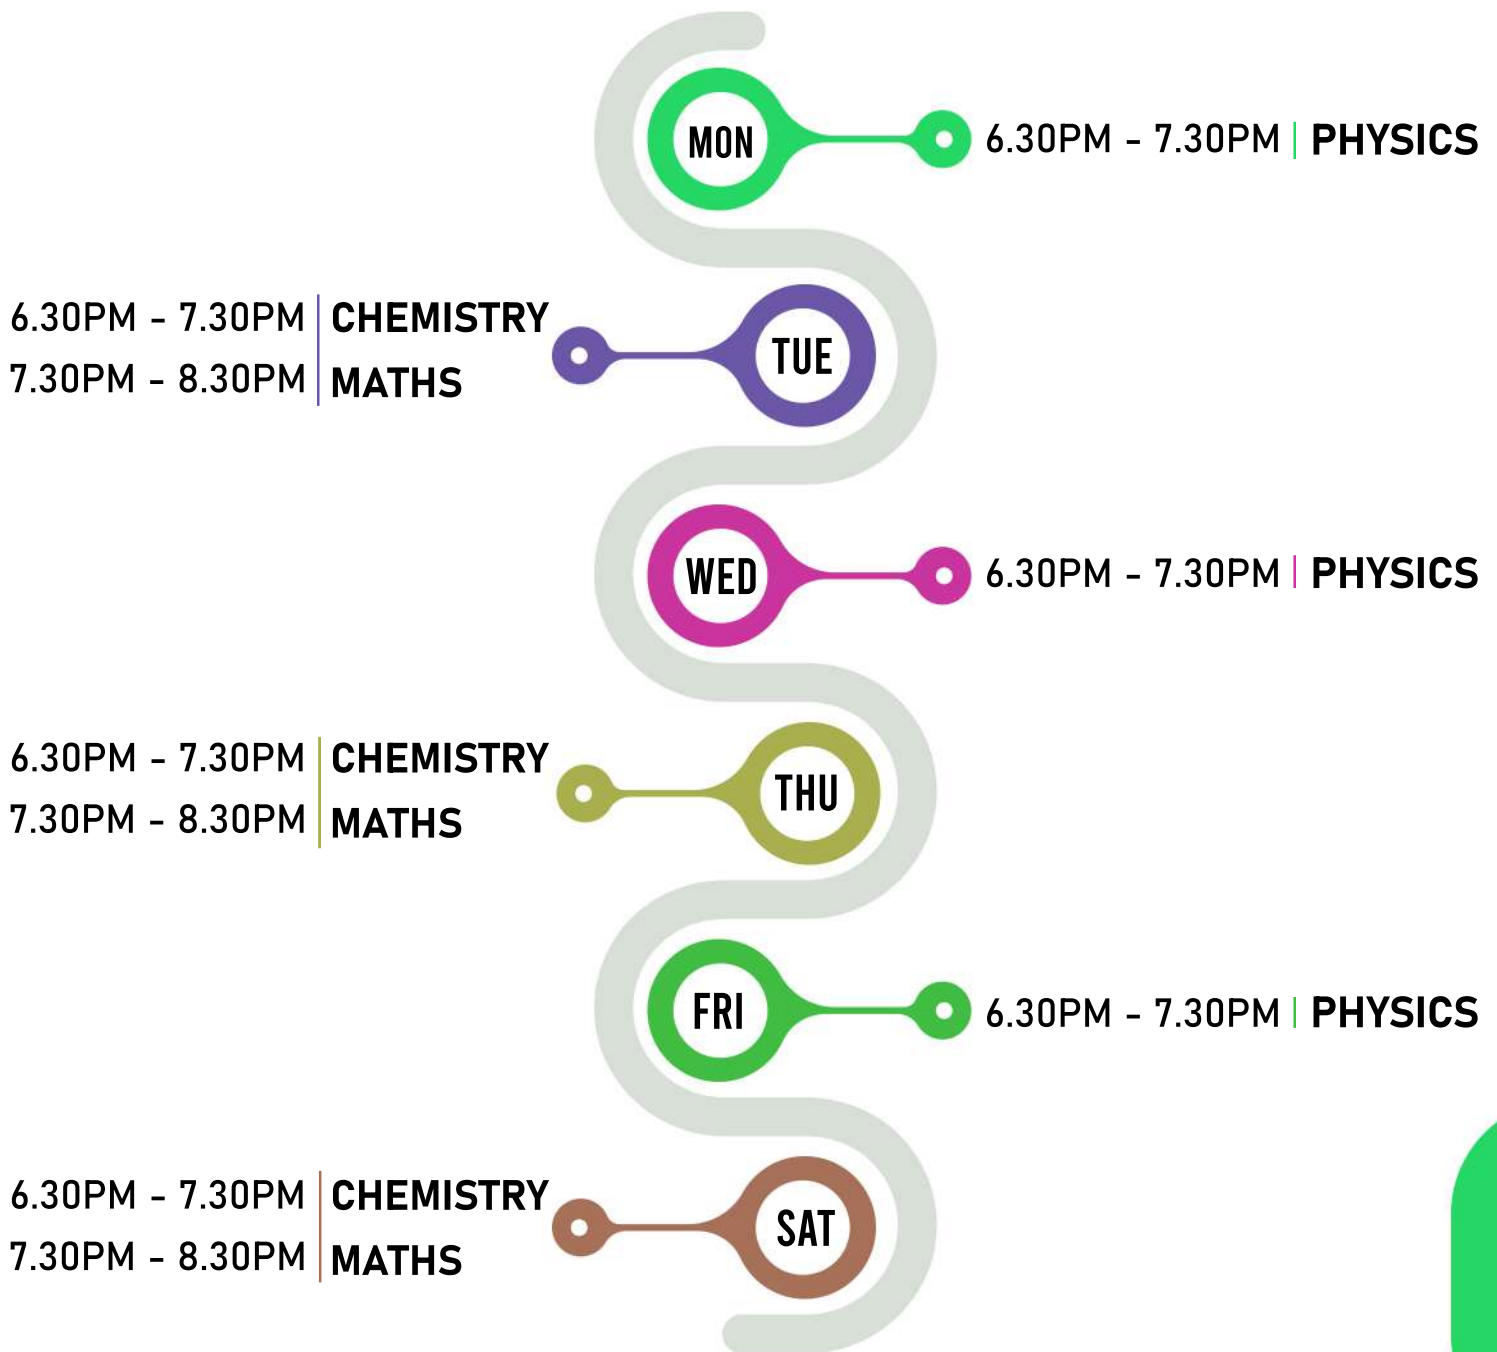 MON
6.30PM - 7.30PM | PHYSICS
6.30PM - 7.30PM | CHEMISTRY
7.30PM - 8.30PM | MATHS
TUE
WED
6.30PM - 7.30PM | PHYSICS
6.30PM - 7.30PM | CHEMISTRY
7.30PM - 8.30PM | MATHS
THU
FRI
6.30PM - 7.30PM | PHYSICS
6.30PM - 7.30PM | CHEMISTRY
7.30PM - 8.30PM | MATHS
SAT